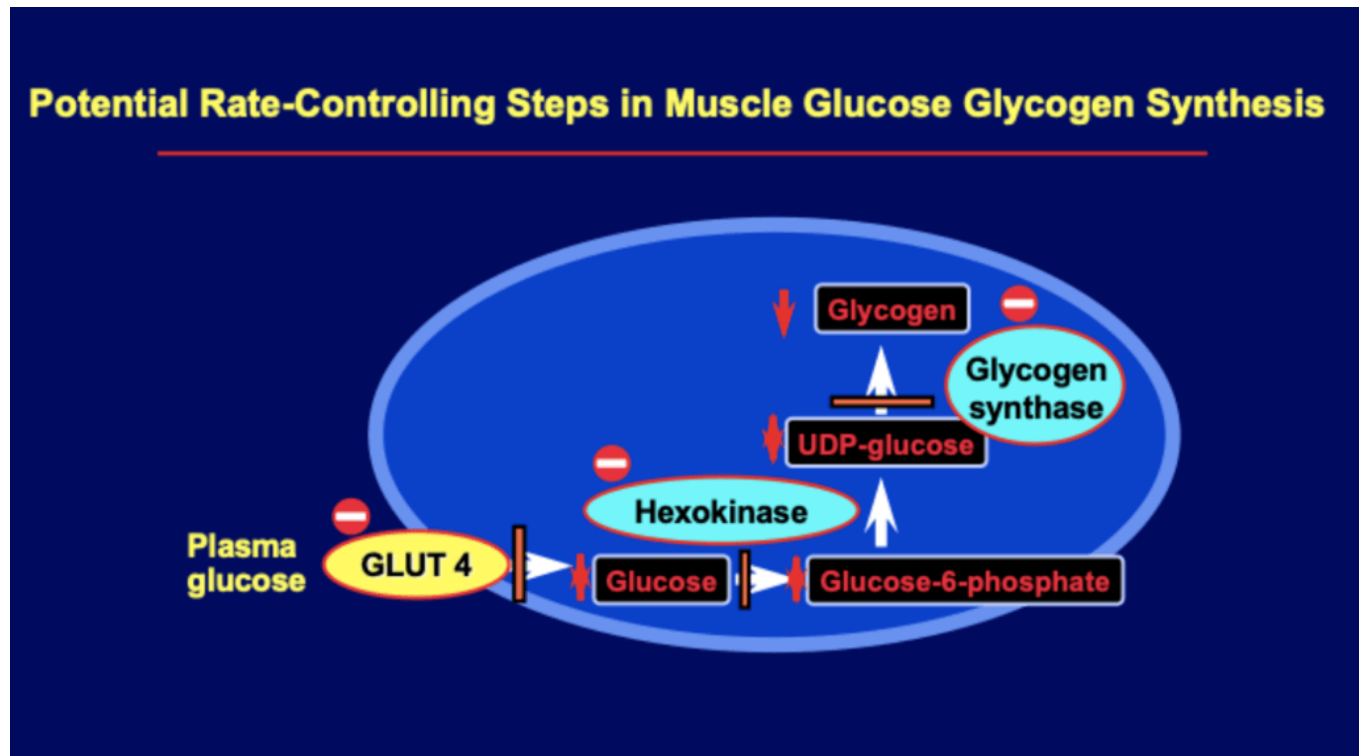 Potential Rate-Controlling Steps in Muscle Glucose Glycogen Synthesis
Glycogen
Glycogen
synthase
UDP-glucose
Hexokinase
Plasma
glucose
GLUT 4
Glucose
Glucose-6-phosphate